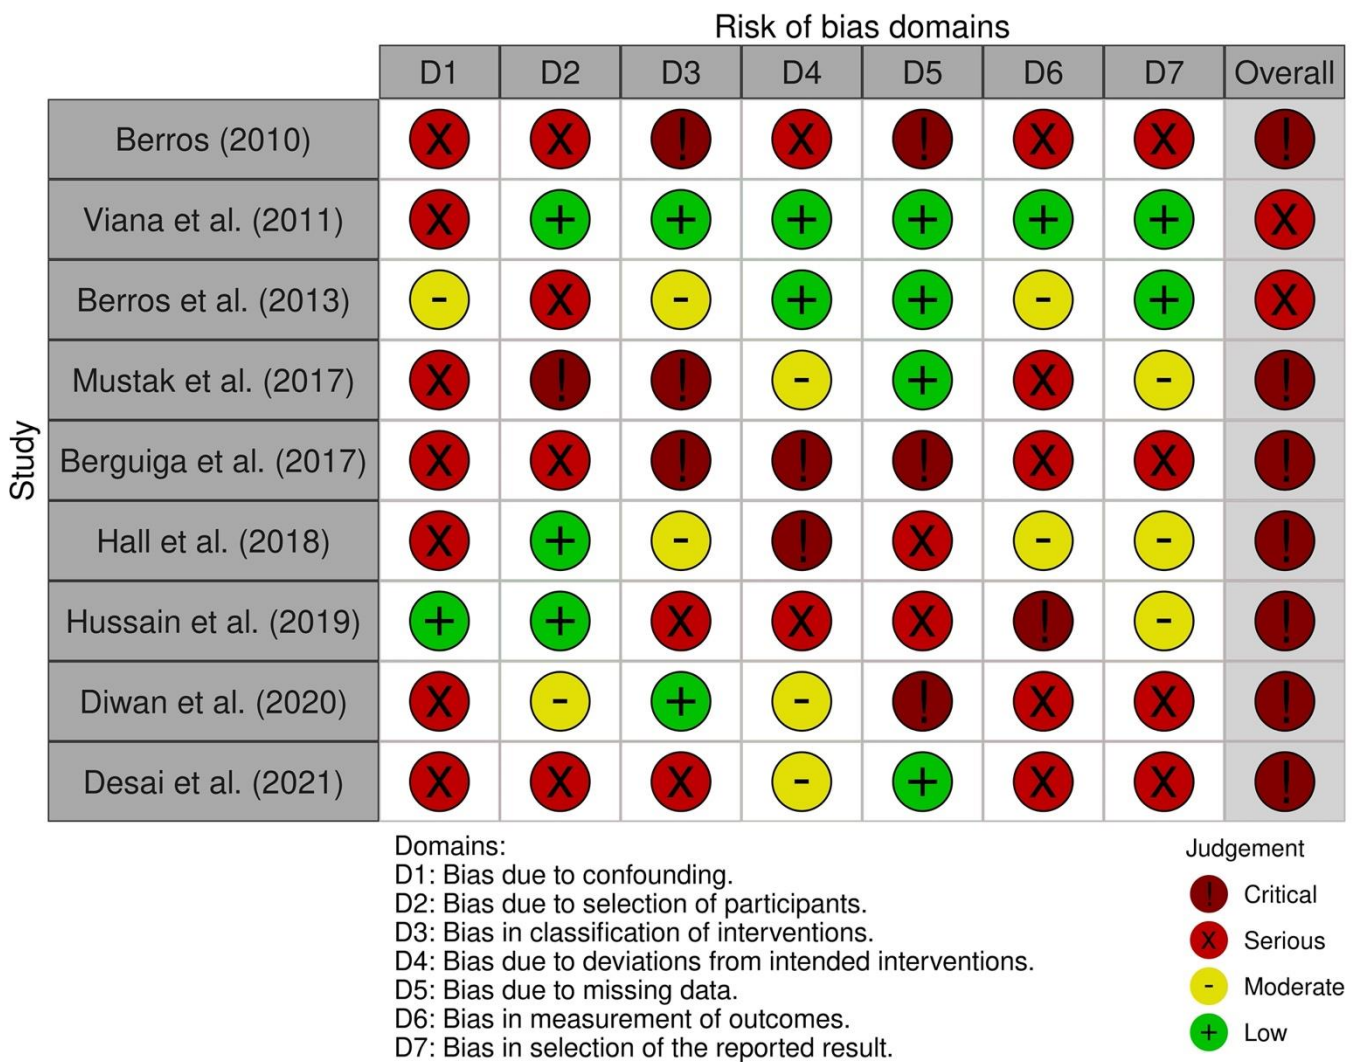 Risk of bias domains
D1 D2 D3 D4 D5 D6 D7 Overall
Study
Berros (2010) X X ! X ! X X !
Viana et al. (2011) X + + + + + + X
Berros et al. (2013) - X - + + - + X
Mustak et al. (2017) X ! ! - + X - !
Berguiga et al. (2017) X X ! ! ! X X !
Hall et al. (2018) X + - ! X - - !
Hussain et al. (2019) + + X X X ! - !
Diwan et al. (2020) X - + - ! X X !
Desai et al. (2021) X X X - + X X !
Domains:
D1: Bias due to confounding.
D2: Bias due to selection of participants.
D3: Bias in classification of interventions.
D4: Bias due to deviations from intended interventions.
D5: Bias due to missing data.
D6: Bias in measurement of outcomes.
D7: Bias in selection of the reported result.
Judgement
! Critical
X Serious
- Moderate
+ Low